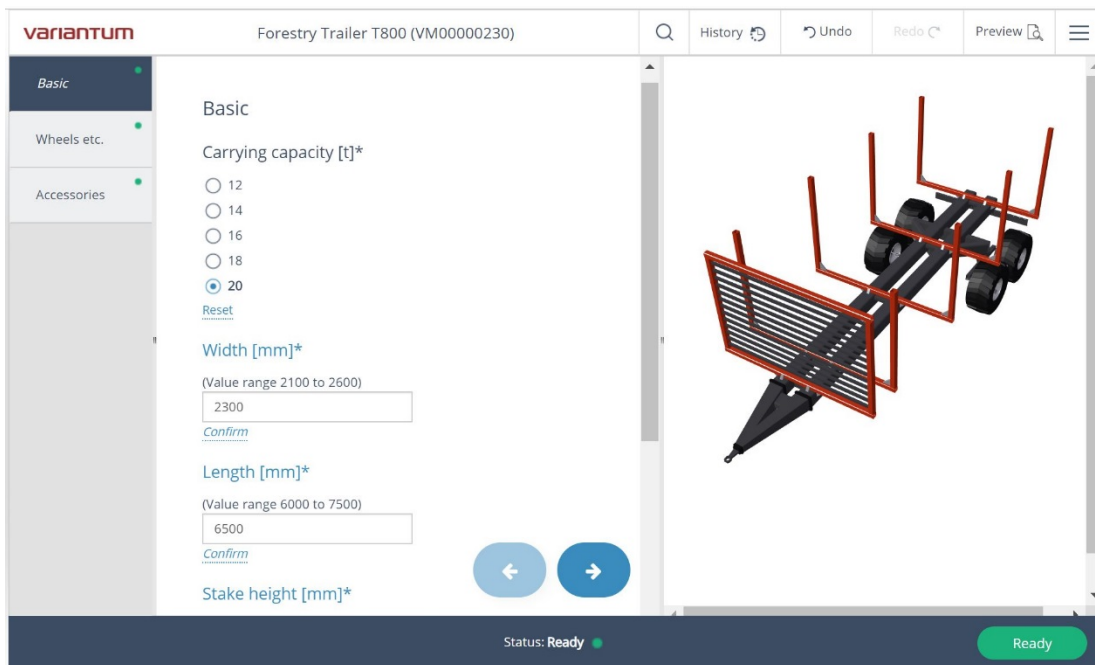 variantum
Forestry Trailer T800 (VM00000230)
History
Undo
Redo
Preview
Basic
Wheels etc.
Accessories
Basic
Carrying capacity [t]*
12
14
16
18
20
Reset
Width [mm]*
(Value range 2100 to 2600)
2300
Confirm
Length [mm]*
(Value range 6000 to 7500)
6500
Confirm
Stake height [mm]*
Status: Ready
Ready